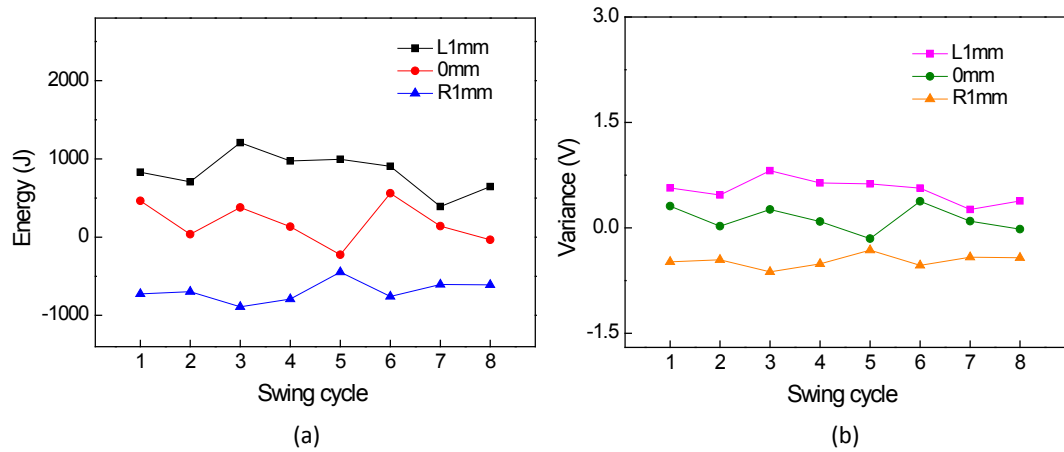 L1mm
0mm
R1mm
2000
1000
0
-1000
Energy (J)
1 2 3 4 5 6 7 8
Swing cycle
(a)
L1mm
0mm
R1mm
3.0
1.5
0.0
-1.5
Variance (V)
1 2 3 4 5 6 7 8
Swing cycle
(b)